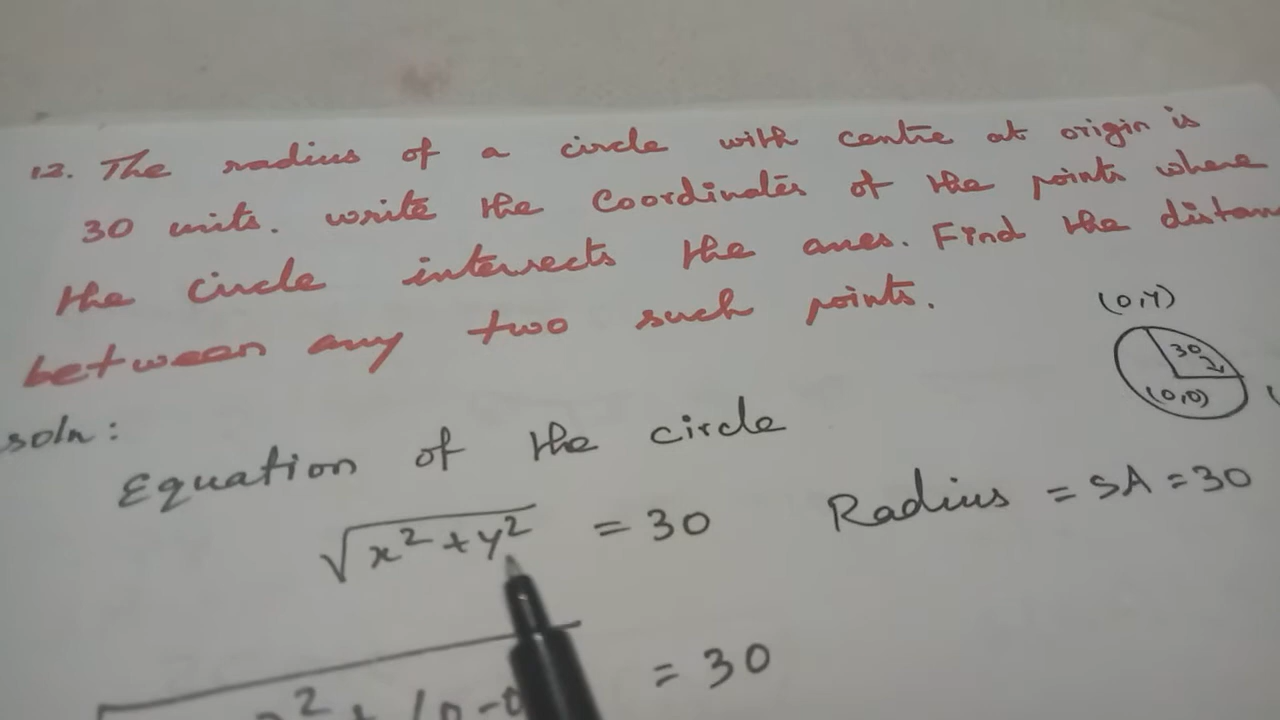 12. The radius of a circle with centre at origin is
30 units. write the coordinates of the points where
the circle intersects the axes. Find the distan
between any two such points.
(0,Y)
30
(0,0)
soln:
Equation of the circle
√x² + y² = 30
Radius = SA = 30
= 30